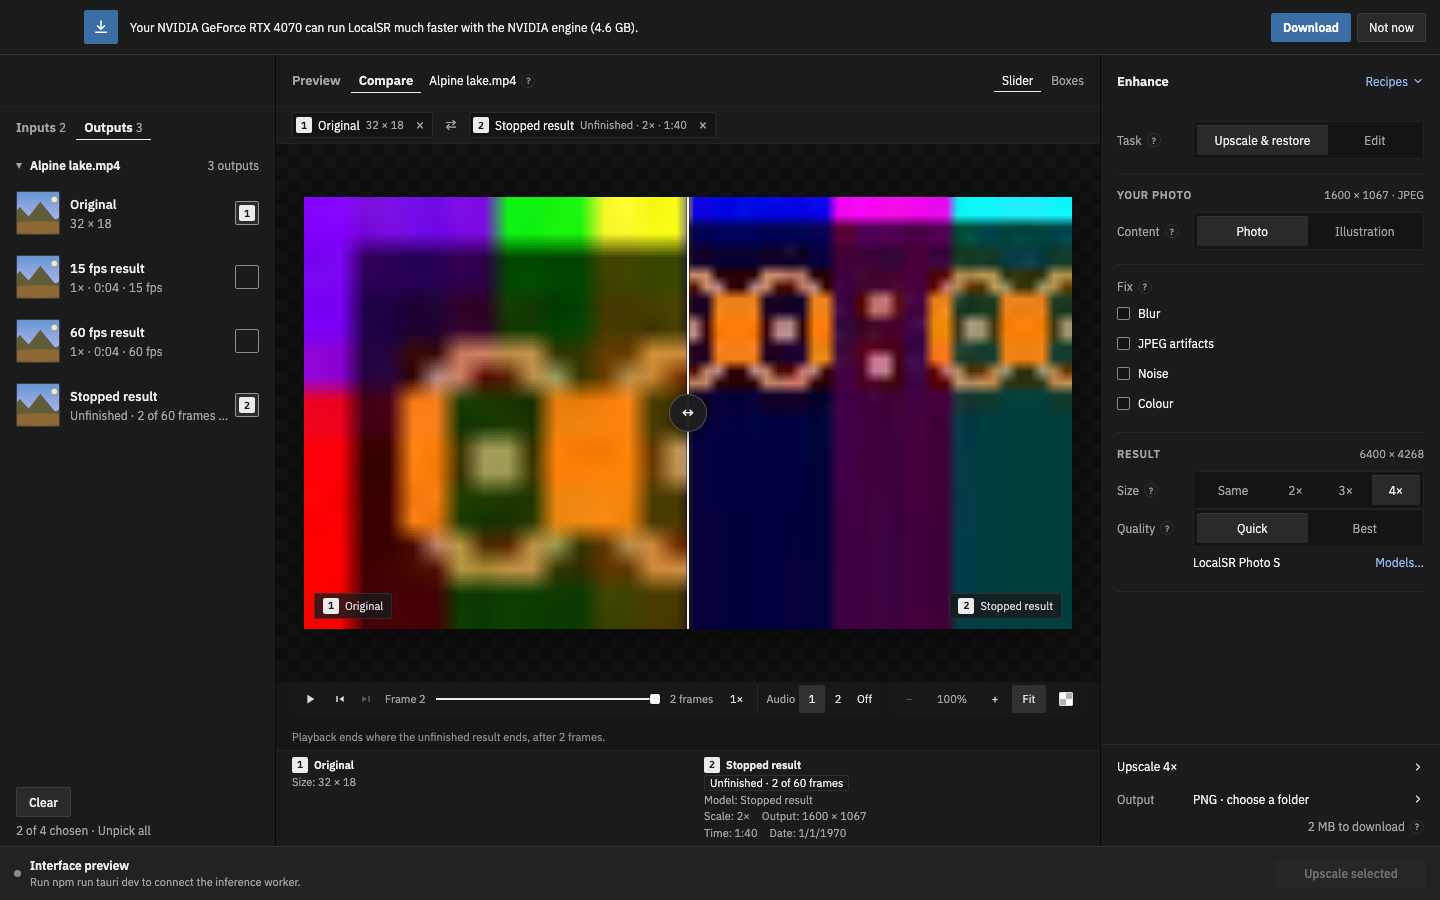 Your NVIDIA GeForce RTX 4070 can run LocalSR much faster with the NVIDIA engine (4.6 GB).
Download
Not now
Inputs 2
Outputs 3
Alpine lake.mp4
3 outputs
Original
32 × 18
1
15 fps result
1× · 0:04 · 15 fps
60 fps result
1× · 0:04 · 60 fps
Stopped result
Unfinished · 2 of 60 frames ...
2
Clear
2 of 4 chosen · Unpick all
Preview
Compare
Alpine lake.mp4
?
Slider
Boxes
1 Original 32 × 18 ×
2 Stopped result Unfinished · 2× · 1:40 ×
1 Original
2 Stopped result
Frame 2
2 frames
1×
Audio
1
2
Off
−
100%
+
Fit
Playback ends where the unfinished result ends, after 2 frames.
1 Original
Size: 32 × 18
2 Stopped result
Unfinished · 2 of 60 frames
Model: Stopped result
Scale: 2× Output: 1600 × 1067
Time: 1:40 Date: 1/1/1970
Enhance
Recipes
Task ?
Upscale & restore
Edit
YOUR PHOTO
1600 × 1067 · JPEG
Content ?
Photo
Illustration
Fix ?
Blur
JPEG artifacts
Noise
Colour
RESULT
6400 × 4268
Size ?
Same
2×
3×
4×
Quality ?
Quick
Best
LocalSR Photo S
Models...
Upscale 4×
Output
PNG · choose a folder
2 MB to download ?
Interface preview
Run npm run tauri dev to connect the inference worker.
Upscale selected